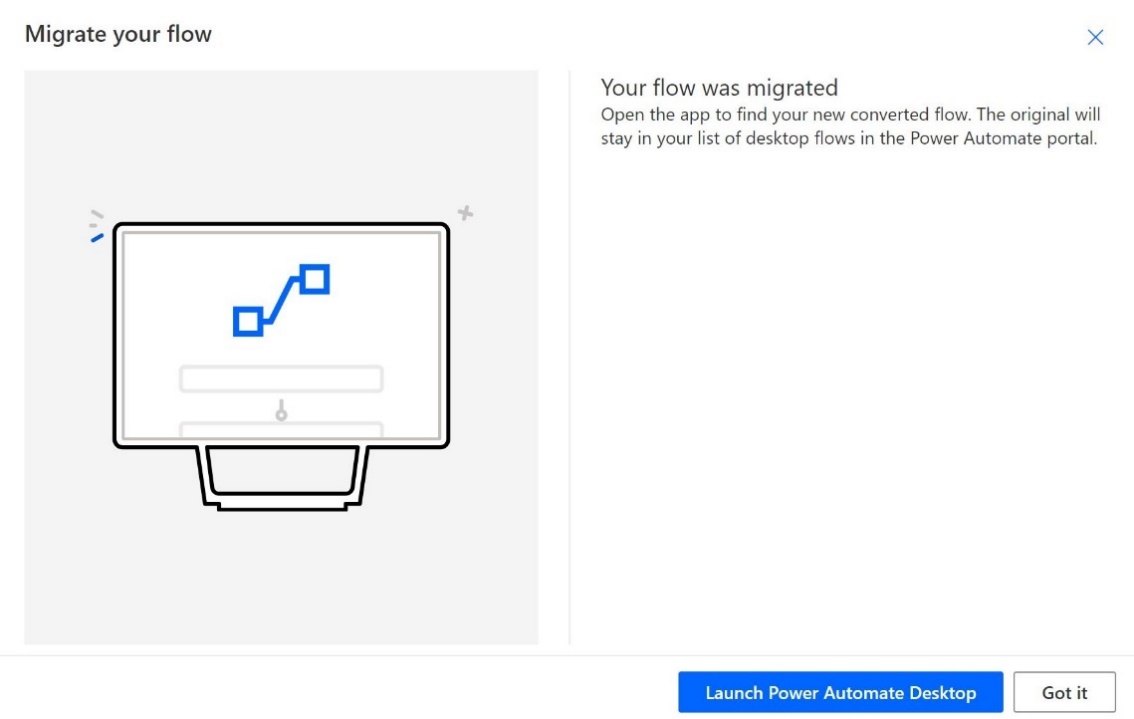 Migrate your flow
Your flow was migrated
Open the app to find your new converted flow. The original will
stay in your list of desktop flows in the Power Automate portal.
Launch Power Automate Desktop
Got it